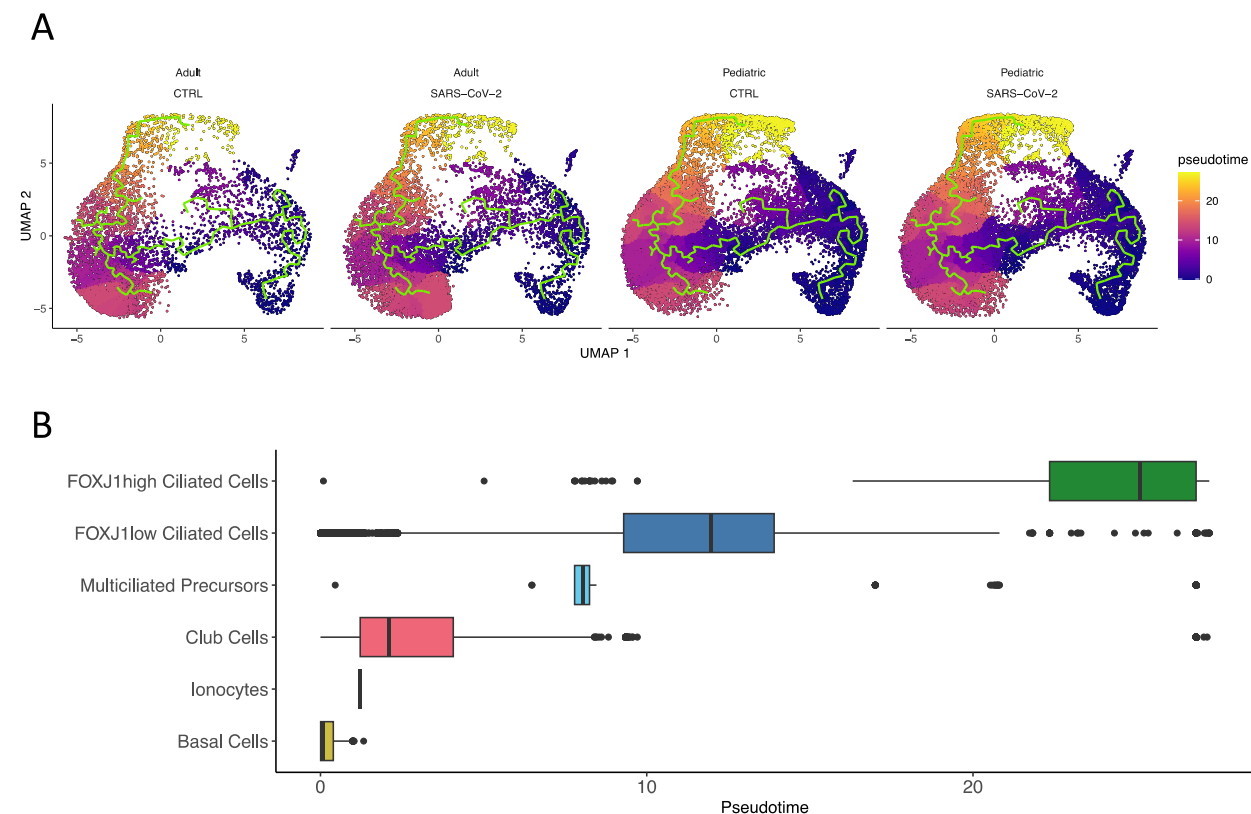 A
Adult
CTRL
Adult
SARS−CoV−2
Pediatric
CTRL
Pediatric
SARS−CoV−2
UMAP 2
5
0
−5
−5 0 5
−5 0 5
−5 0 5
−5 0 5
UMAP 1
pseudotime
20
10
0
B
FOXJ1high Ciliated Cells
FOXJ1low Ciliated Cells
Multiciliated Precursors
Club Cells
Ionocytes
Basal Cells
0 10 20
Pseudotime